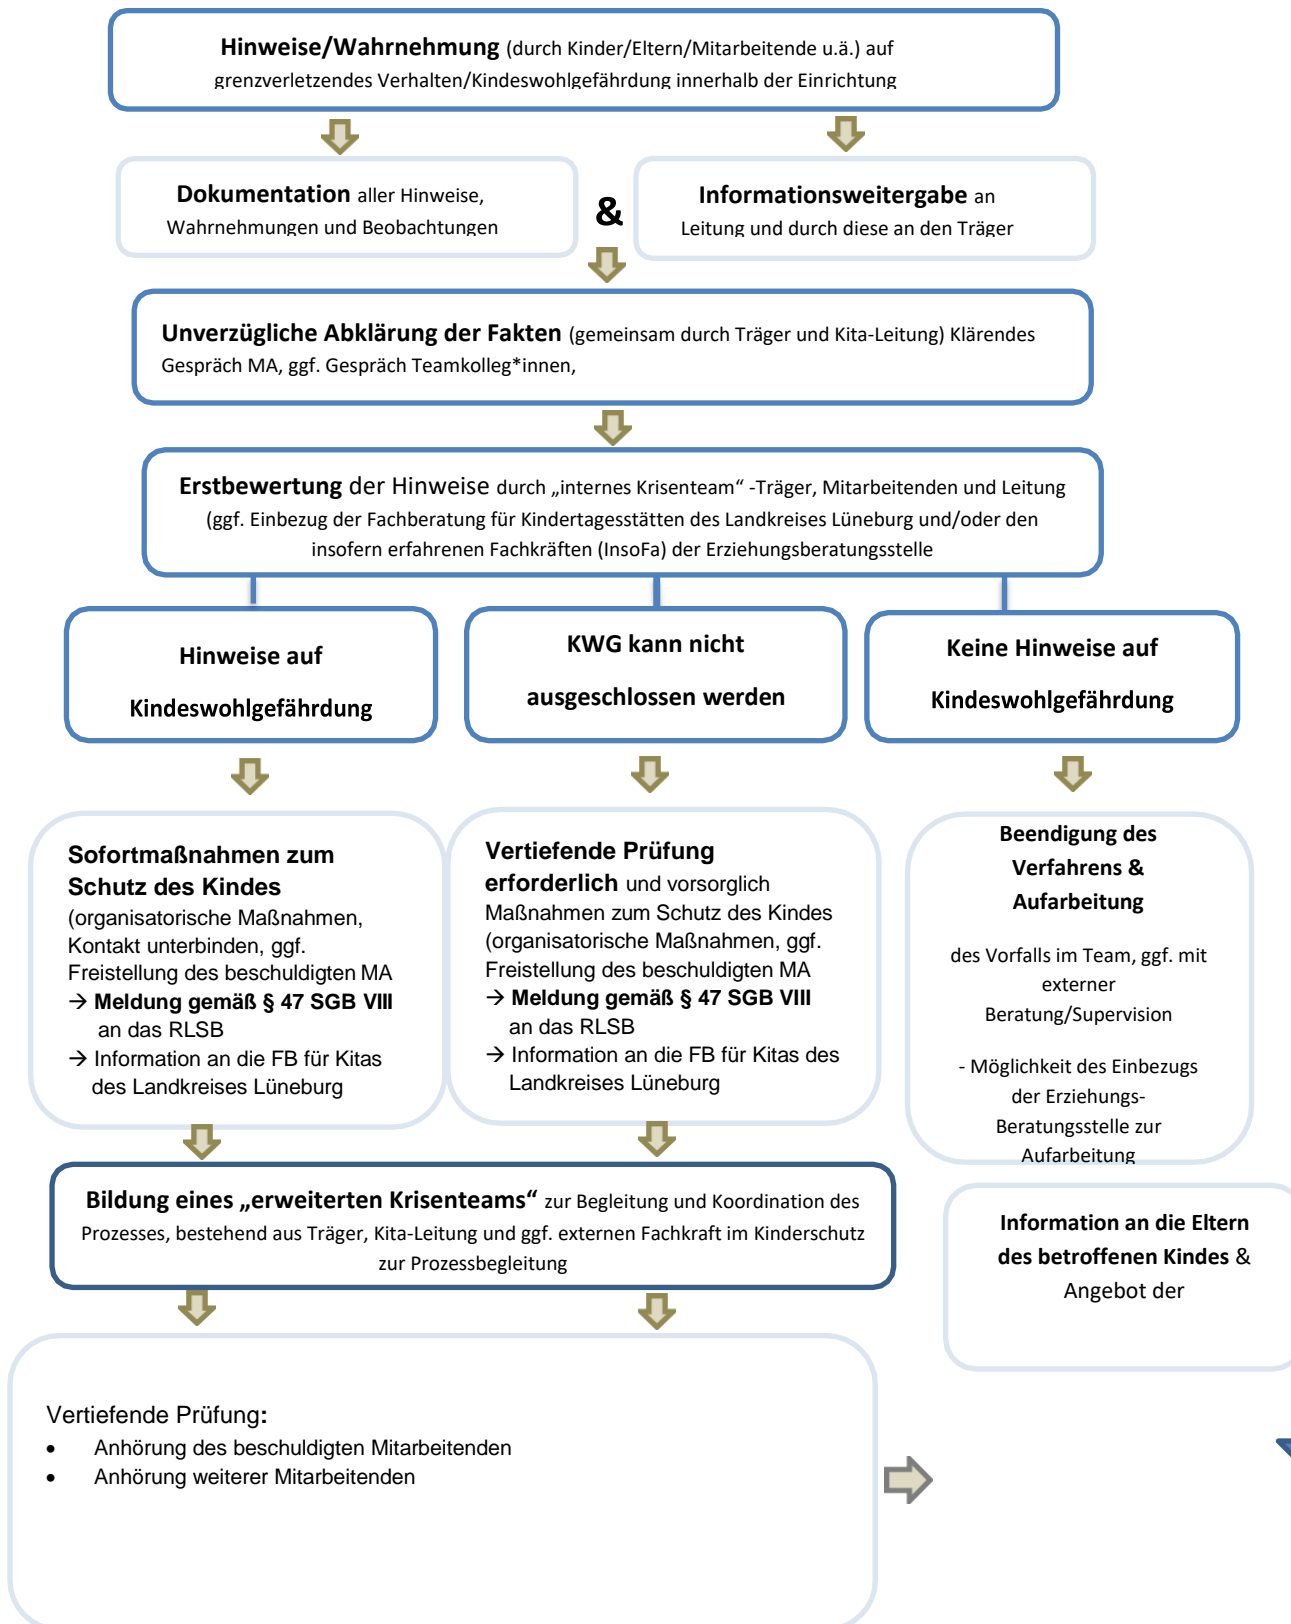 Hinweise/Wahrnehmung (durch Kinder/Eltern/Mitarbeitende u.ä.) auf
grenzverletzendes Verhalten/Kindeswohlgefährdung innerhalb der Einrichtung
Dokumentation aller Hinweise,
Wahrnehmungen und Beobachtungen
&
Informationsweitergabe an
Leitung und durch diese an den Träger
Unverzügliche Abklärung der Fakten (gemeinsam durch Träger und Kita-Leitung) Klärendes
Gespräch MA, ggf. Gespräch Teamkolleg*innen,
Erstbewertung der Hinweise durch „internes Krisenteam“ -Träger, Mitarbeitenden und Leitung
(ggf. Einbezug der Fachberatung für Kindertagesstätten des Landkreises Lüneburg und/oder den
insofern erfahrenen Fachkräften (InsoFa) der Erziehungsberatungsstelle
Hinweise auf
Kindeswohlgefährdung
KWG kann nicht
ausgeschlossen werden
Keine Hinweise auf
Kindeswohlgefährdung
Sofortmaßnahmen zum
Schutz des Kindes
(organisatorische Maßnahmen,
Kontakt unterbinden, ggf.
Freistellung des beschuldigten MA
→ Meldung gemäß § 47 SGB VIII
an das RLSB
→ Information an die FB für Kitas
des Landkreises Lüneburg
Vertiefende Prüfung
erforderlich und vorsorglich
Maßnahmen zum Schutz des Kindes
(organisatorische Maßnahmen, ggf.
Freistellung des beschuldigten MA
→ Meldung gemäß § 47 SGB VIII
an das RLSB
→ Information an die FB für Kitas des
Landkreises Lüneburg
Beendigung des
Verfahrens &
Aufarbeitung
des Vorfalls im Team, ggf. mit
externer
Beratung/Supervision
- Möglichkeit des Einbezugs
der Erziehungs-
Beratungsstelle zur
Aufarbeitung
Bildung eines „erweiterten Krisenteams“ zur Begleitung und Koordination des
Prozesses, bestehend aus Träger, Kita-Leitung und ggf. externen Fachkraft im Kinderschutz
zur Prozessbegleitung
Information an die Eltern
des betroffenen Kindes &
Angebot der
Vertiefende Prüfung:
• Anhörung des beschuldigten Mitarbeitenden
• Anhörung weiterer Mitarbeitenden